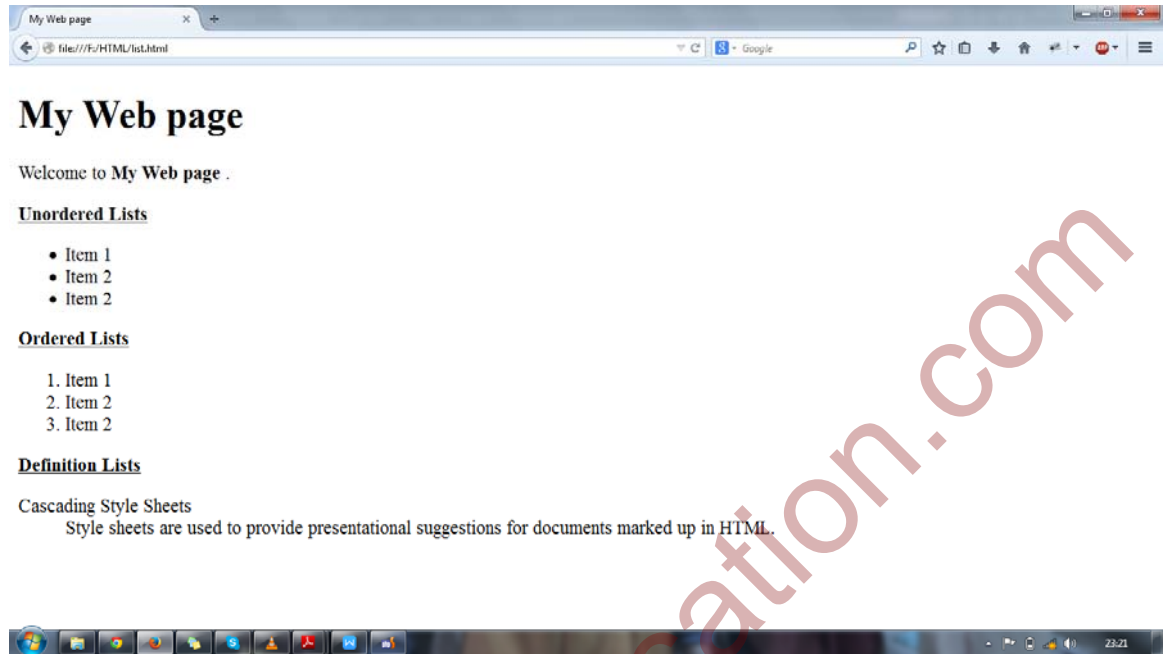 My Web page
file:///F:/HTML/list.html
Google
My Web page
Welcome to My Web page .
Unordered Lists
• Item 1
• Item 2
• Item 2
Ordered Lists
1. Item 1
2. Item 2
3. Item 2
Definition Lists
Cascading Style Sheets
Style sheets are used to provide presentational suggestions for documents marked up in HTML.
ation.com
23:21